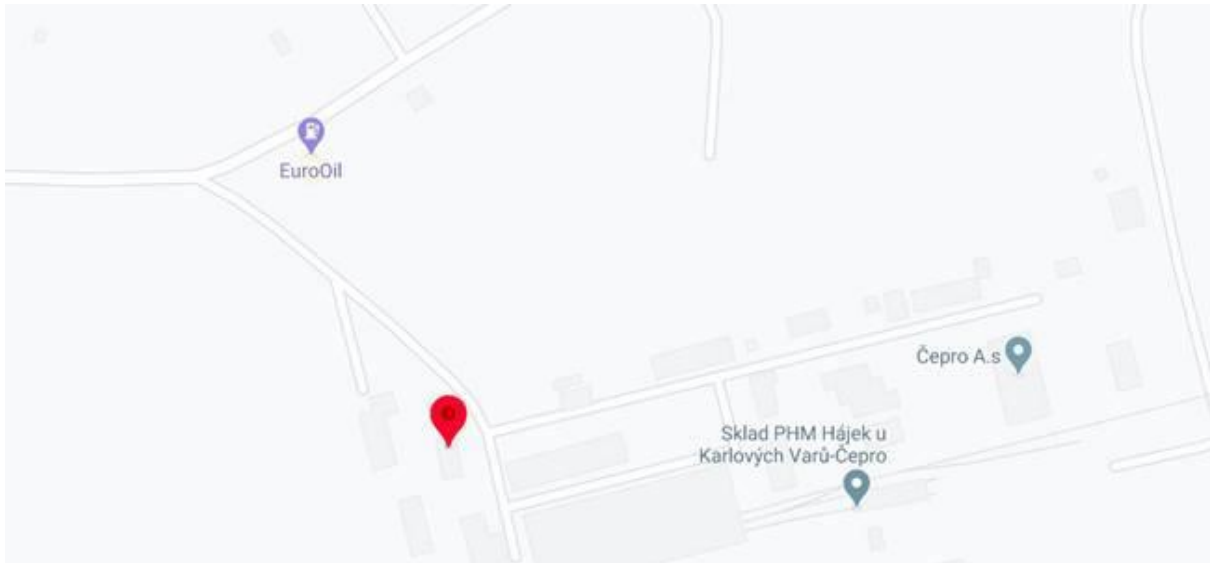 EuroOil
Čepro A.s
Sklad PHM Hájek u
Karlových Varů-Čepro